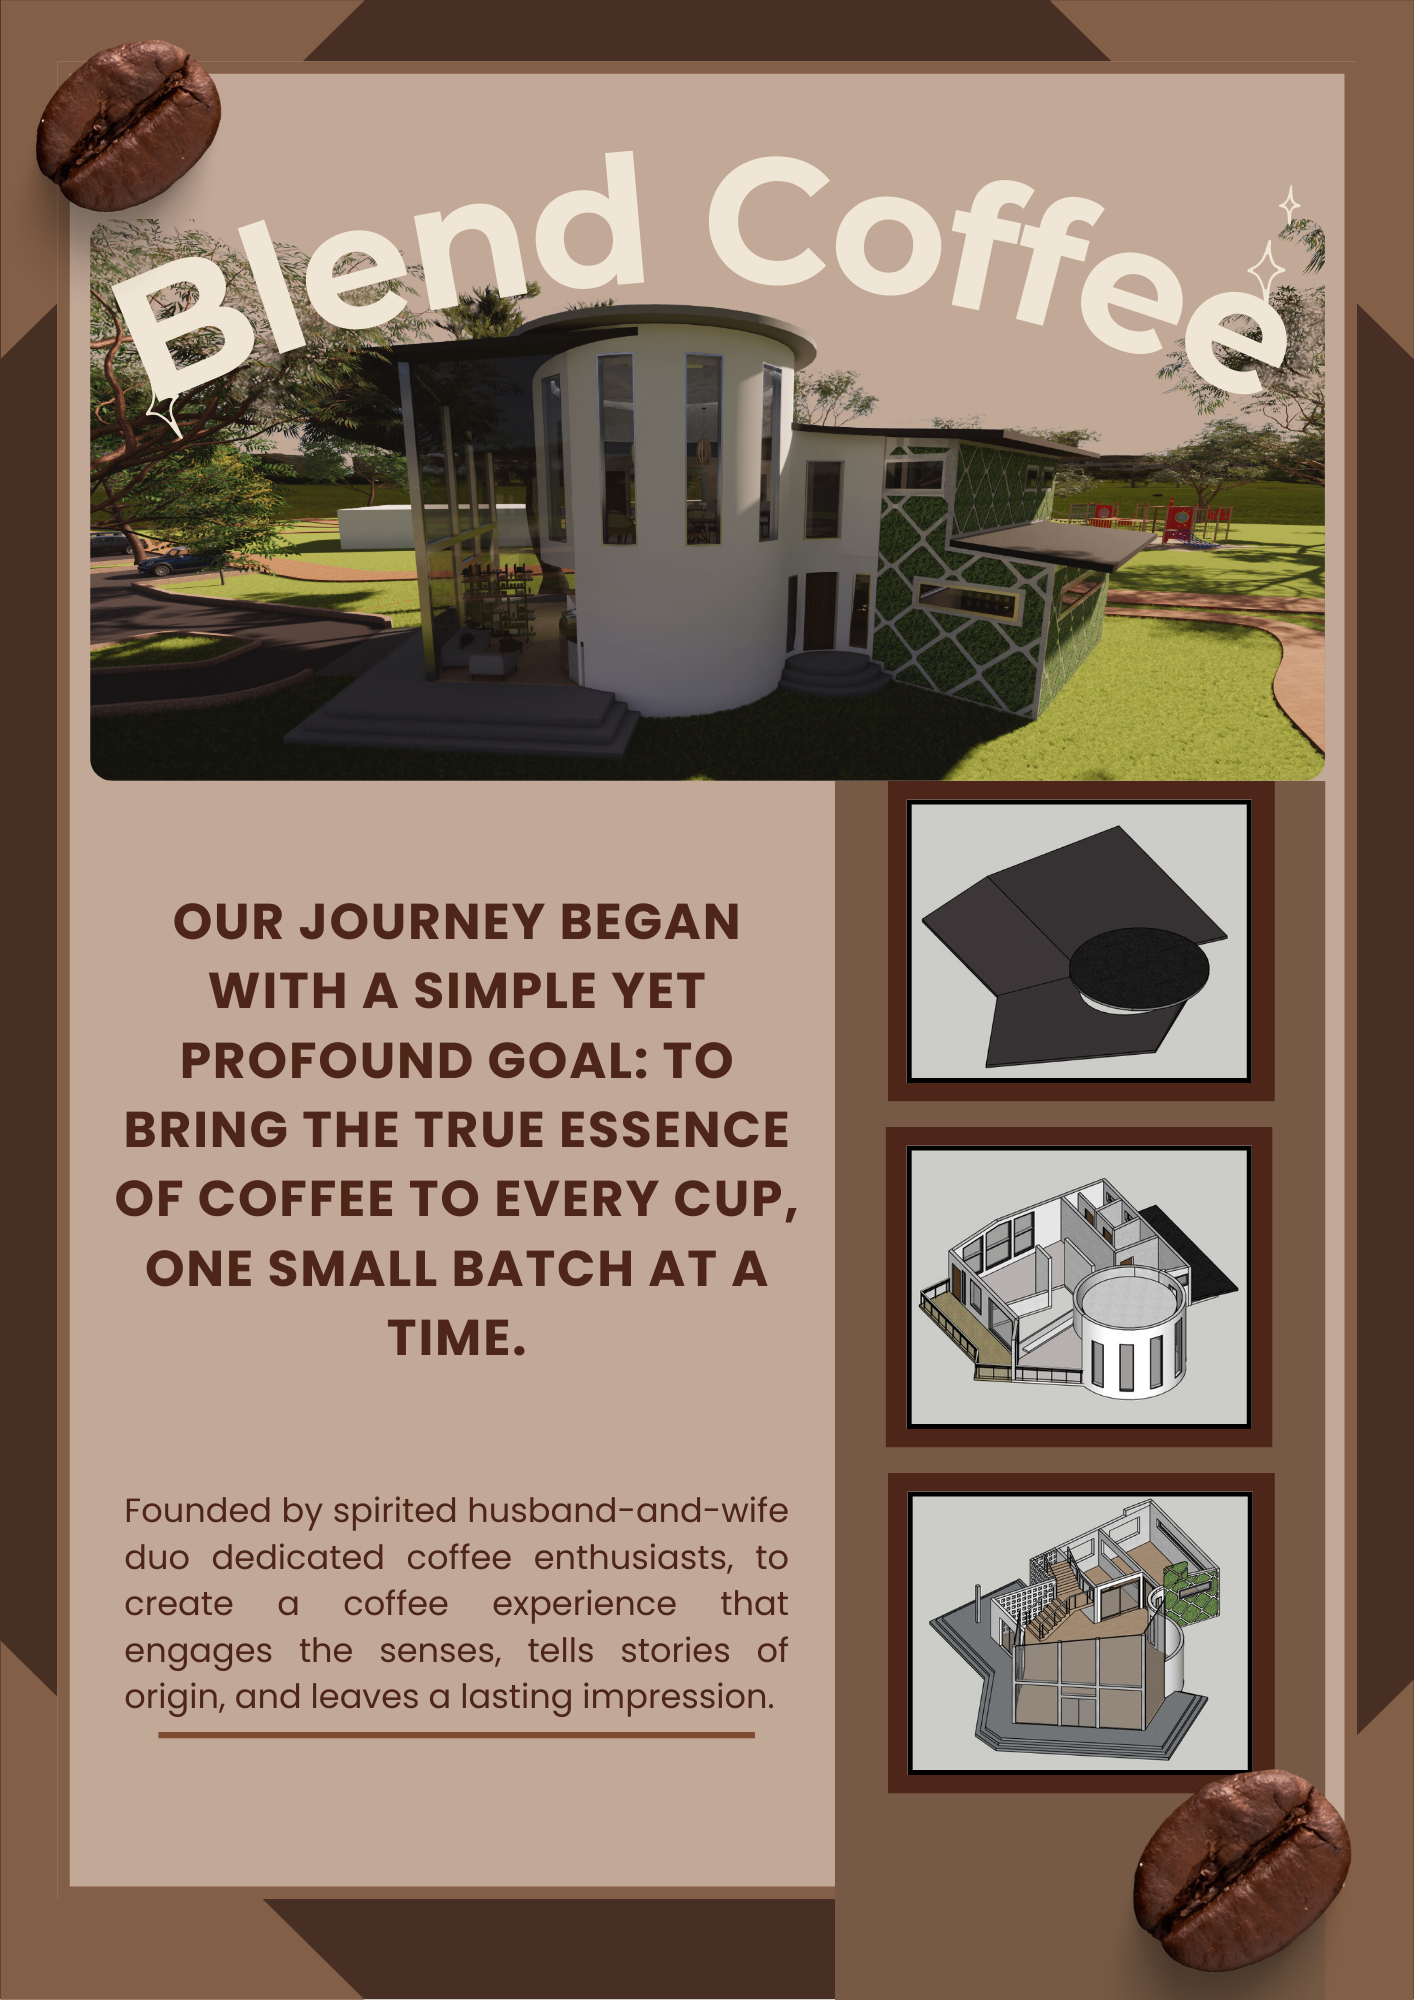 Blend Coffee
OUR JOURNEY BEGAN
WITH A SIMPLE YET
PROFOUND GOAL: TO
BRING THE TRUE ESSENCE
OF COFFEE TO EVERY CUP,
ONE SMALL BATCH AT A
TIME.
Founded by spirited husband-and-wife
duo dedicated coffee enthusiasts, to
create a coffee experience that
engages the senses, tells stories of
origin, and leaves a lasting impression.